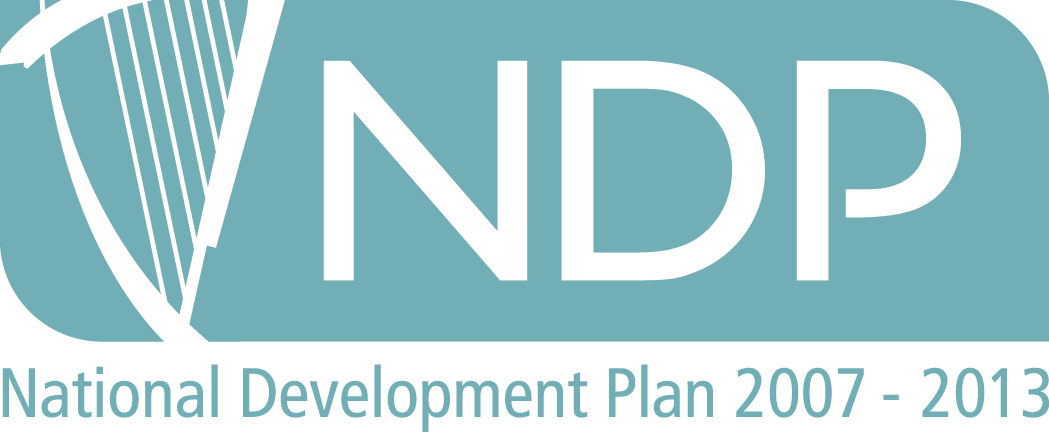 NDP
National Development Plan 2007 - 2013